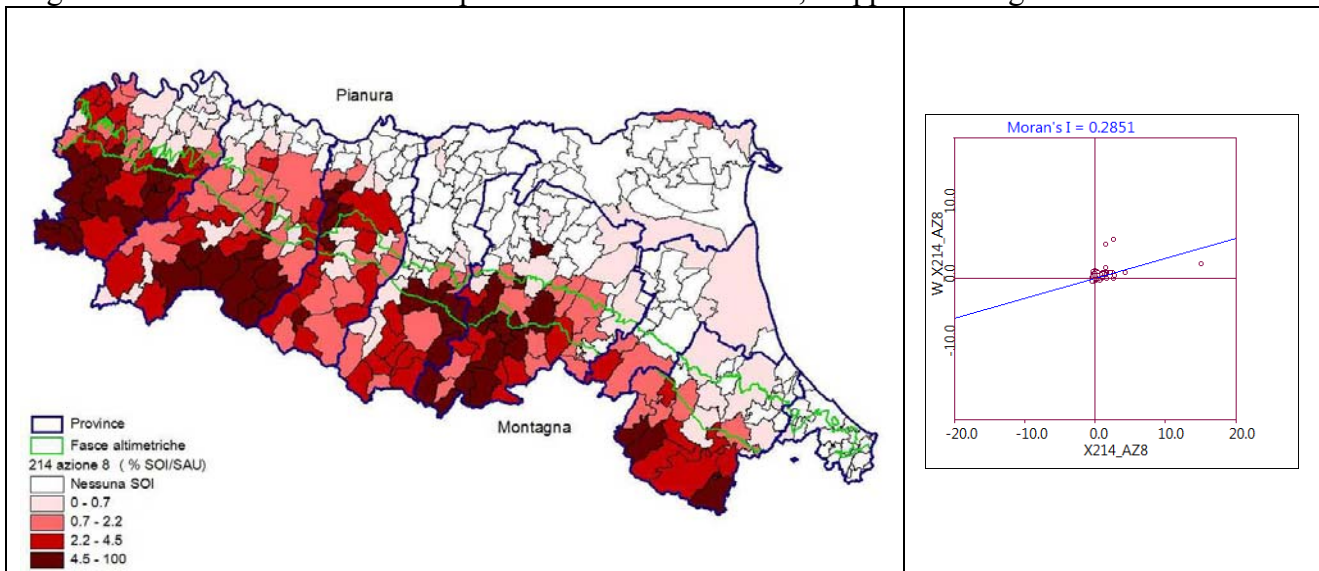 Pianura
Montagna
Province
Fasce altimetriche
214 azione 8 ( % SOI/SAU)
Nessuna SOI
0 - 0.7
0.7 - 2.2
2.2 - 4.5
4.5 - 100
Moran's I = 0.2851
W_X214_AZ8
10.0
0.0
-10.0
-20.0 -10.0 0.0 10.0 20.0
X214_AZ8